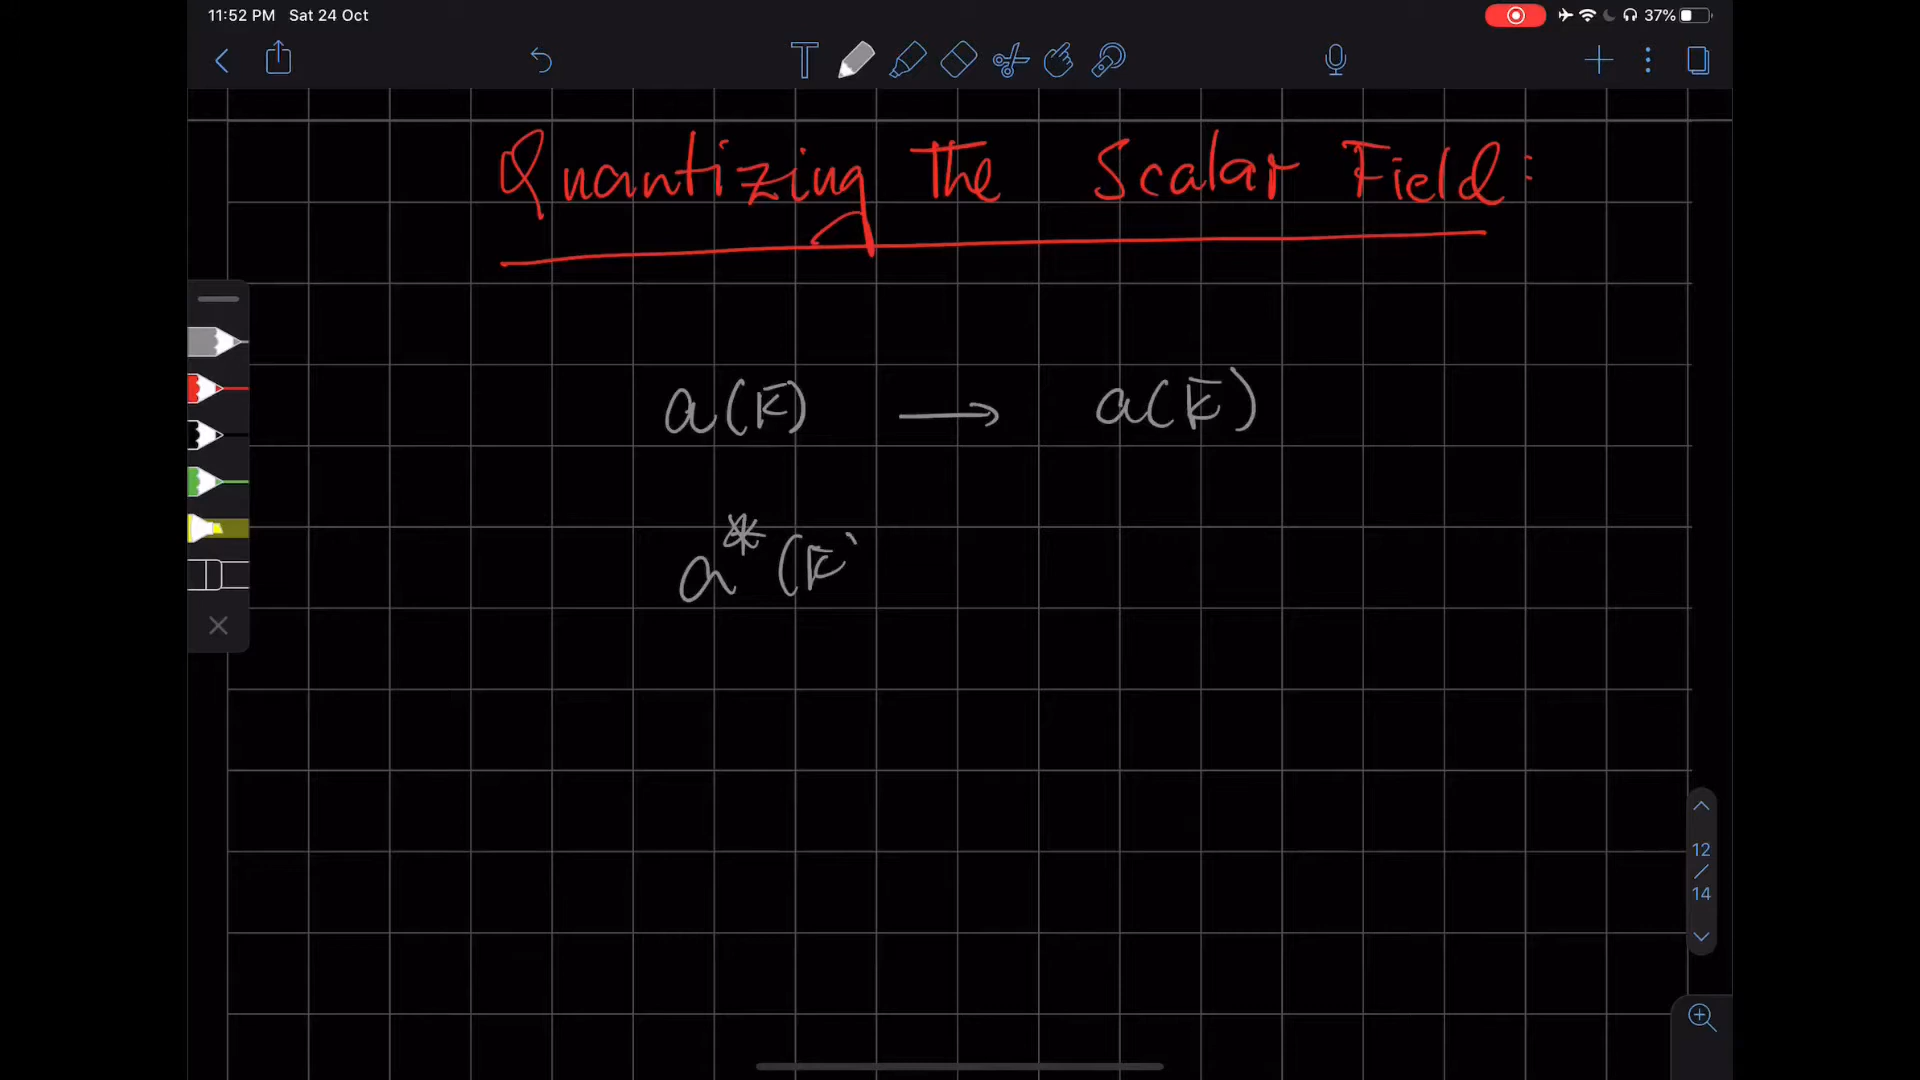 11:52 PM Sat 24 Oct 37%
Quantizing The Scalar Field:
a(k̄) → a(k̄)
a*(k̄)
12
/
14